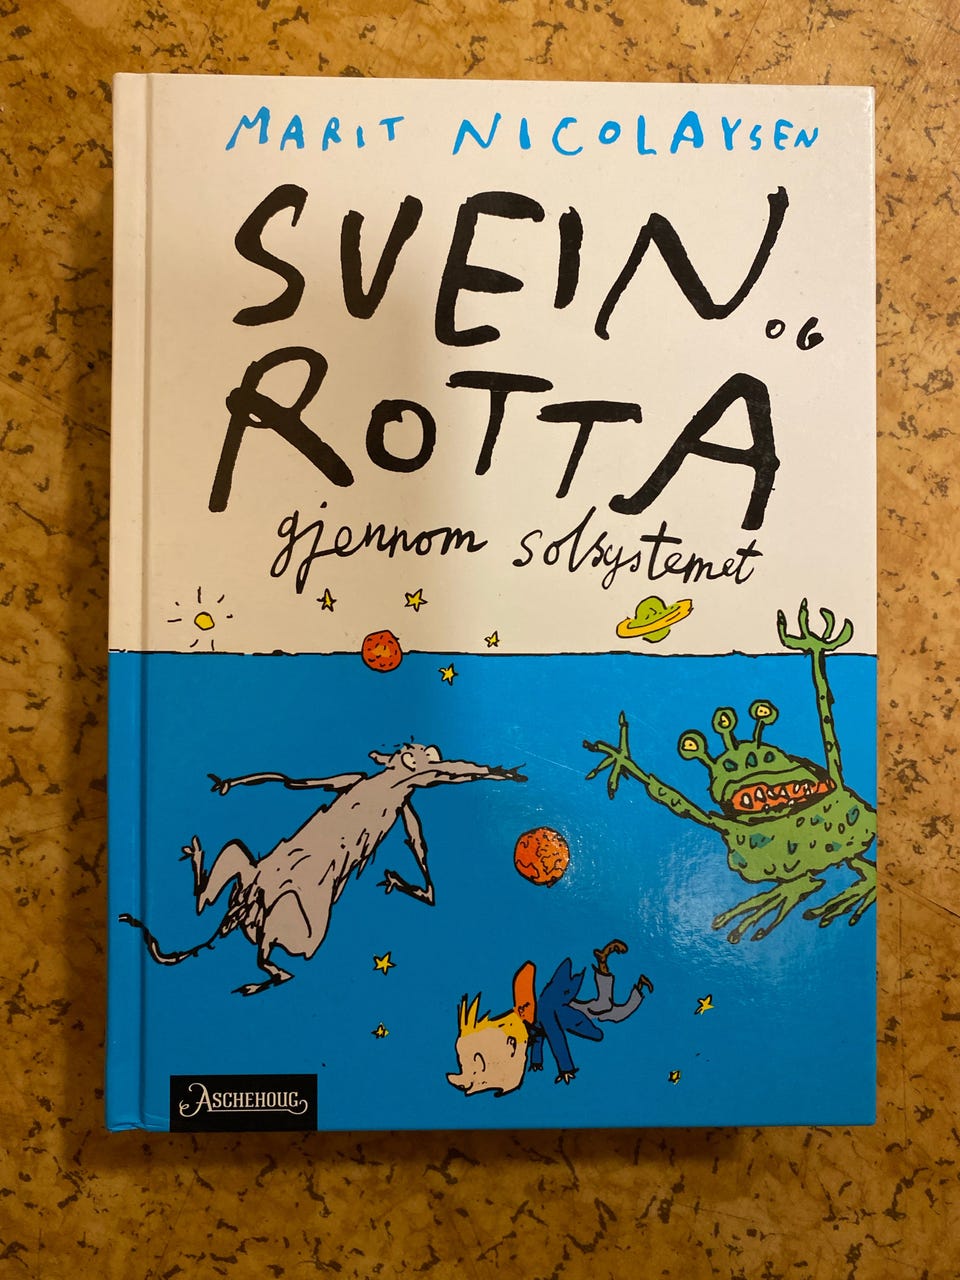 MARIT NICOLAYSEN
SVEIN OG
ROTTA
gjennom solsystemet
ASCHEHOUG